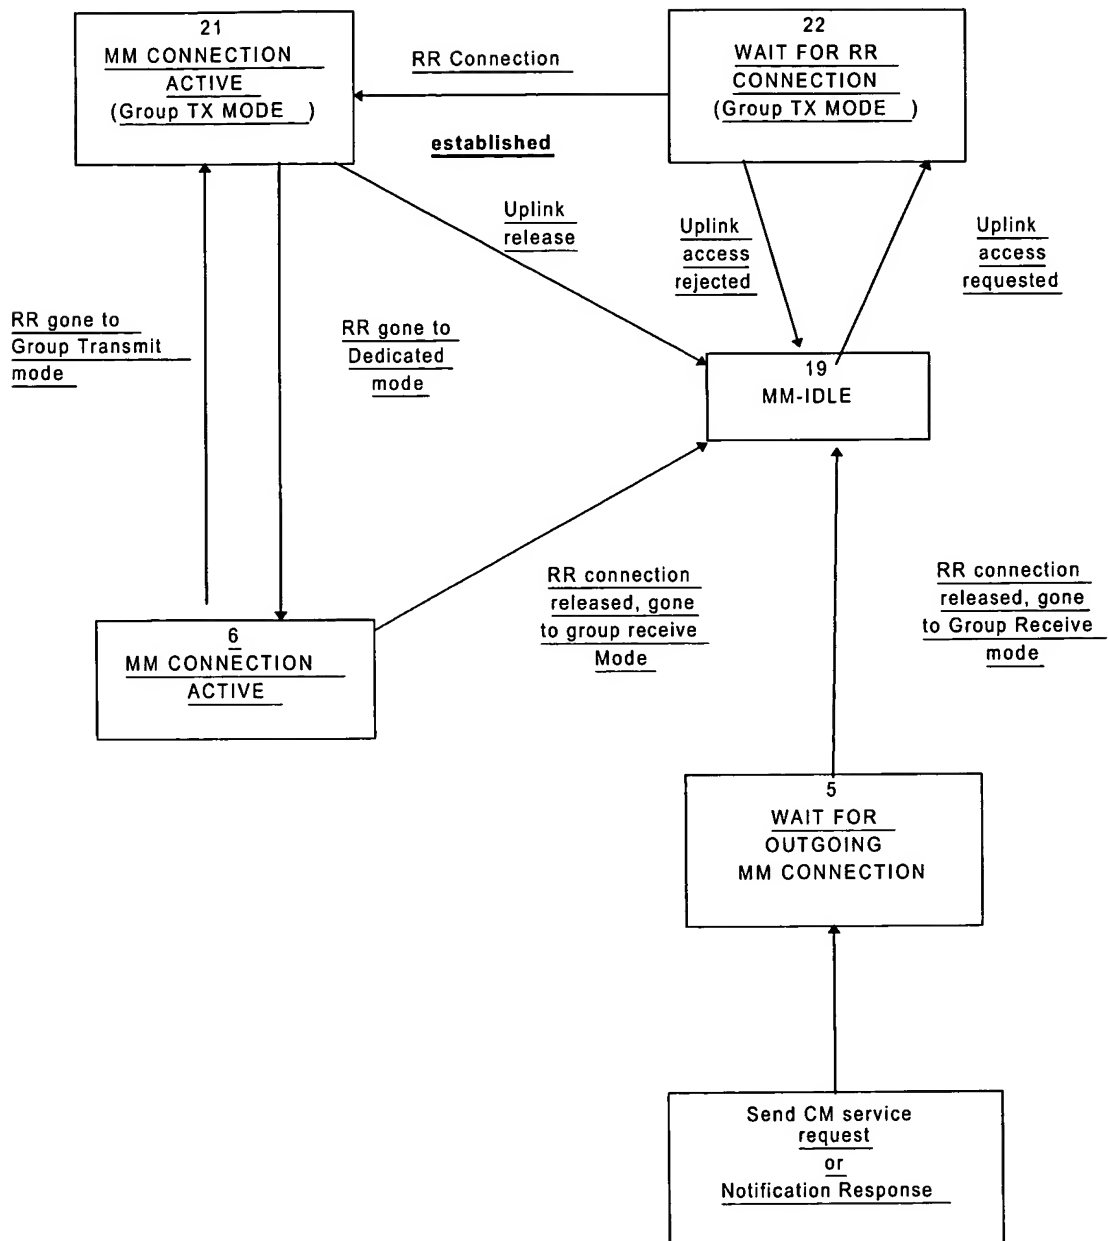 21
MM CONNECTION
ACTIVE
(Group TX MODE )
RR Connection
established
22
WAIT FOR RR
CONNECTION
(Group TX MODE )
Uplink
release
Uplink
access
rejected
Uplink
access
requested
RR gone to
Group Transmit
mode
RR gone to
Dedicated
mode
19
MM-IDLE
RR connection
released, gone
to group receive
Mode
RR connection
released, gone
to Group Receive
mode
6
MM CONNECTION
ACTIVE
5
WAIT FOR
OUTGOING
MM CONNECTION
Send CM service
request
or
Notification Response